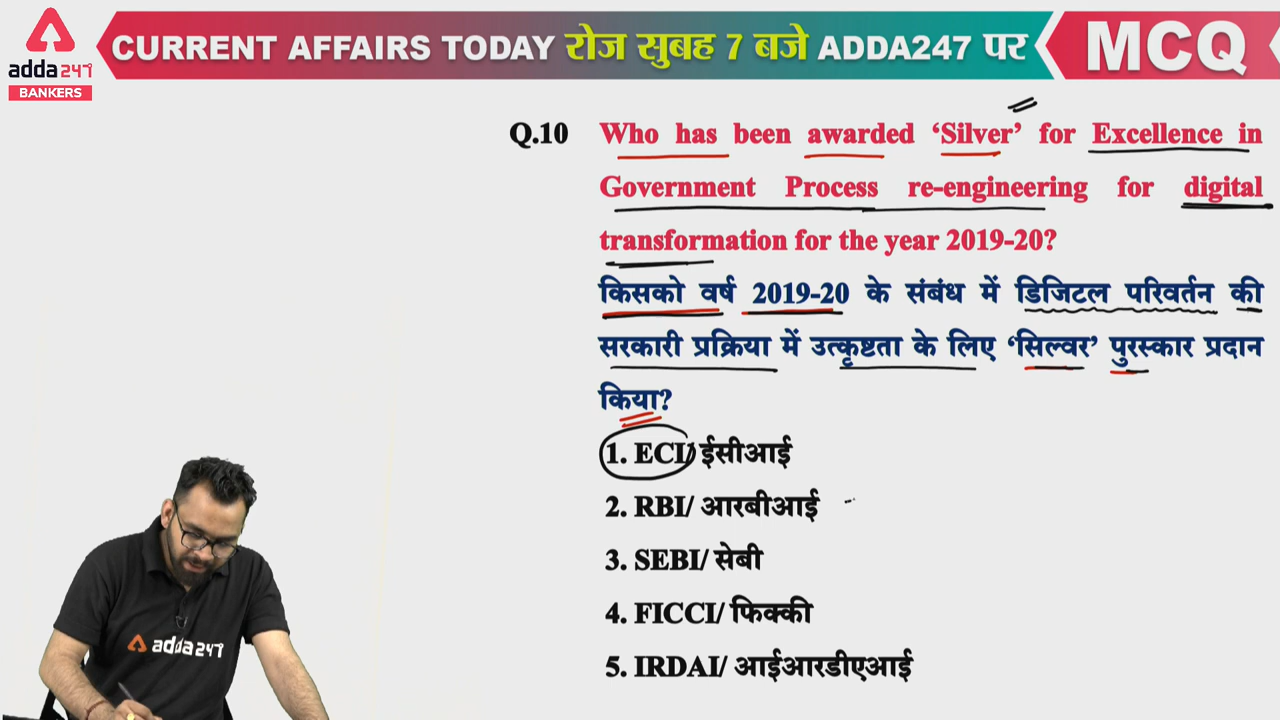 CURRENT AFFAIRS TODAY रोज सुबह 7 बजे ADDA247 पर
MCQ
adda247
BANKERS
Q.10 Who has been awarded ‘Silver’ for Excellence in
Government Process re-engineering for digital
transformation for the year 2019-20?
किसको वर्ष 2019-20 के संबंध में डिजिटल परिवर्तन की
सरकारी प्रक्रिया में उत्कृष्टता के लिए ‘सिल्वर’ पुरस्कार प्रदान
किया?
1. ECI/ ईसीआई
2. RBI/ आरबीआई
3. SEBI/ सेबी
4. FICCI/ फिक्की
5. IRDAI/ आईआरडीएआई
adda247